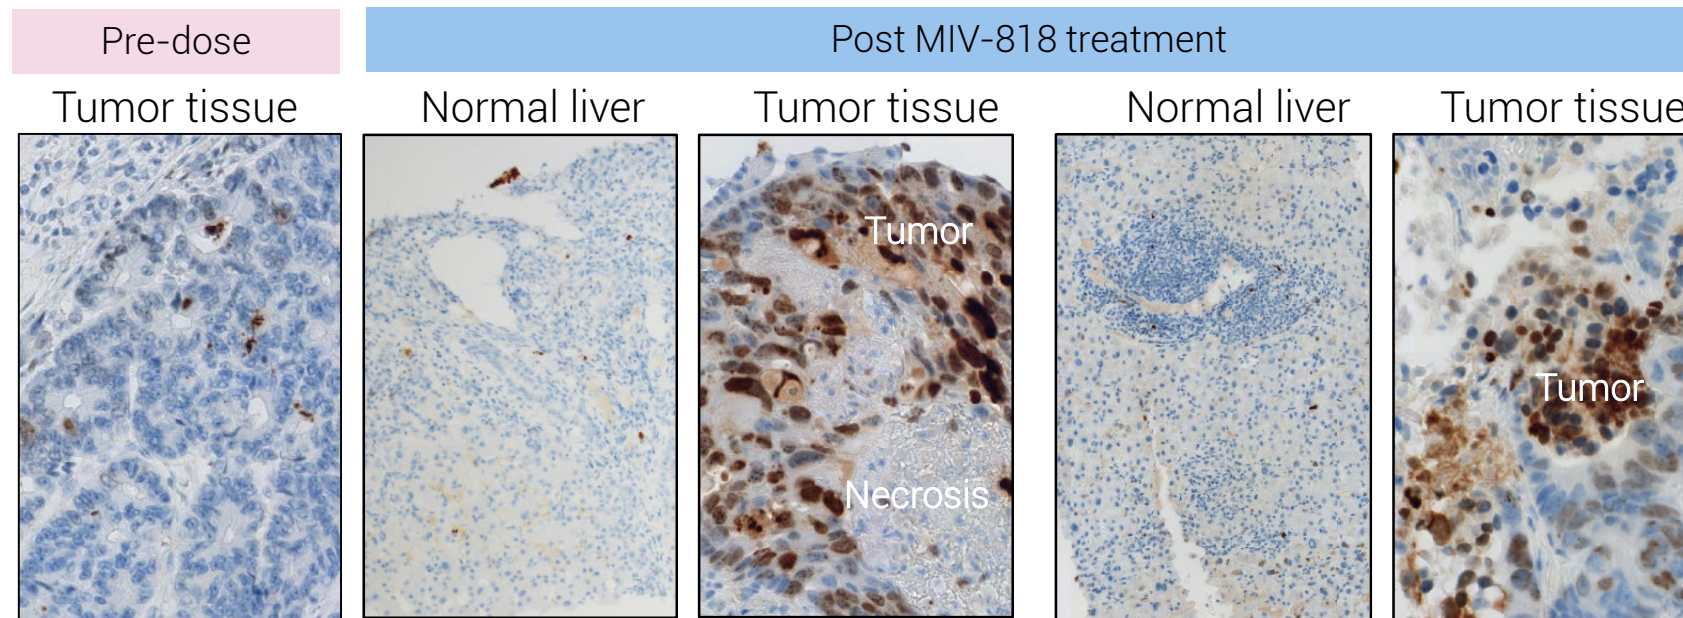 Pre-dose
Post MIV-818 treatment
Tumor tissue
Normal liver
Tumor tissue
Normal liver
Tumor tissue
Tumor
Necrosis
Tumor